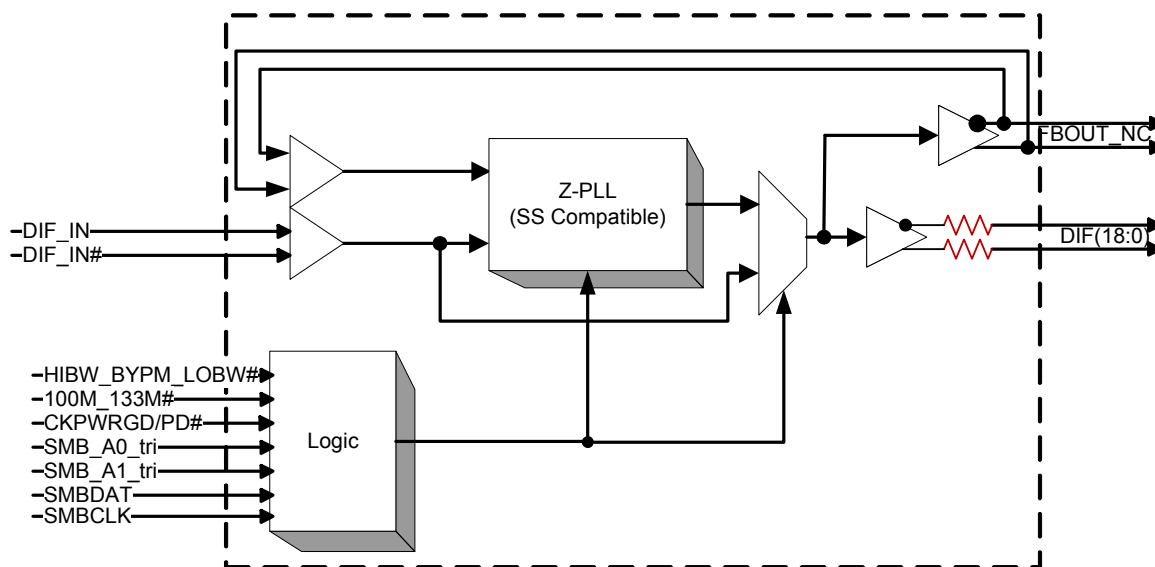 FBOUT_NC
Z-PLL
(SS Compatible)
DIF_IN
DIF_IN#
DIF(18:0)
HIBW_BYPM_LOBW#
100M_133M#
CKPWRGD/PD#
SMB_A0_tri
SMB_A1_tri
SMBDAT
SMBCLK
Logic